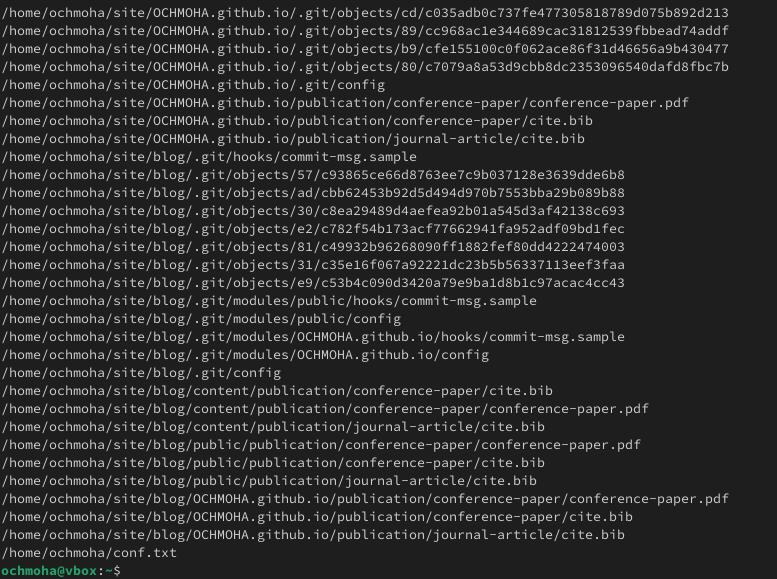 /home/ochmoha/site/OCHMOHA.github.io/.git/objects/cd/c035adb0c737fe477305818789d075b892d213
/home/ochmoha/site/OCHMOHA.github.io/.git/objects/89/cc968ac1e344689cac31812539fbbead74addf
/home/ochmoha/site/OCHMOHA.github.io/.git/objects/b9/cfe155100c0f062ace86f31d46656a9b430477
/home/ochmoha/site/OCHMOHA.github.io/.git/objects/80/c7079a8a53d9cbb8dc2353096540dafd8fbc7b
/home/ochmoha/site/OCHMOHA.github.io/.git/config
/home/ochmoha/site/OCHMOHA.github.io/publication/conference-paper/conference-paper.pdf
/home/ochmoha/site/OCHMOHA.github.io/publication/conference-paper/cite.bib
/home/ochmoha/site/OCHMOHA.github.io/publication/journal-article/cite.bib
/home/ochmoha/site/blog/.git/hooks/commit-msg.sample
/home/ochmoha/site/blog/.git/objects/57/c93865ce66d8763ee7c9b037128e3639dde6b8
/home/ochmoha/site/blog/.git/objects/ad/cbb62453b92d5d494d970b7553bba29b089b88
/home/ochmoha/site/blog/.git/objects/30/c8ea29489d4aefea92b01a545d3af42138c693
/home/ochmoha/site/blog/.git/objects/e2/c782f54b173acf77662941fa952adf09bd1fec
/home/ochmoha/site/blog/.git/objects/81/c49932b96268090ff1882fef80dd4222474003
/home/ochmoha/site/blog/.git/objects/31/c35e16f067a92221dc23b5b56337113eef3faa
/home/ochmoha/site/blog/.git/objects/e9/c53b4c090d3420a79e9ba1d8b1c97acac4cc43
/home/ochmoha/site/blog/.git/modules/public/hooks/commit-msg.sample
/home/ochmoha/site/blog/.git/modules/public/config
/home/ochmoha/site/blog/.git/modules/OCHMOHA.github.io/hooks/commit-msg.sample
/home/ochmoha/site/blog/.git/modules/OCHMOHA.github.io/config
/home/ochmoha/site/blog/.git/config
/home/ochmoha/site/blog/content/publication/conference-paper/cite.bib
/home/ochmoha/site/blog/content/publication/conference-paper/conference-paper.pdf
/home/ochmoha/site/blog/content/publication/journal-article/cite.bib
/home/ochmoha/site/blog/public/publication/conference-paper/conference-paper.pdf
/home/ochmoha/site/blog/public/publication/conference-paper/cite.bib
/home/ochmoha/site/blog/public/publication/journal-article/cite.bib
/home/ochmoha/site/blog/OCHMOHA.github.io/publication/conference-paper/conference-paper.pdf
/home/ochmoha/site/blog/OCHMOHA.github.io/publication/conference-paper/cite.bib
/home/ochmoha/site/blog/OCHMOHA.github.io/publication/journal-article/cite.bib
/home/ochmoha/conf.txt
ochmoha@vbox:~$